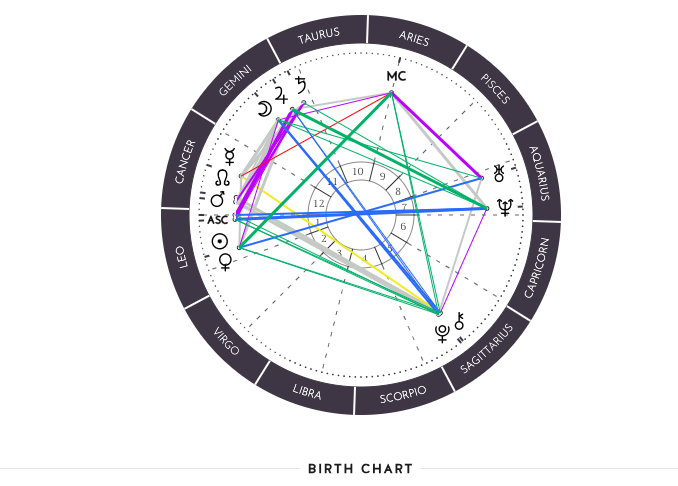 TAURUS
ARIES
GEMINI
PISCES
MC
CANCER
AQUARIUS
10
9
11
8
12
7
ASC
6
1
2
5
3
4
LEO
CAPRICORN
VIRGO
SAGITTARIUS
LIBRA
SCORPIO
BIRTH CHART